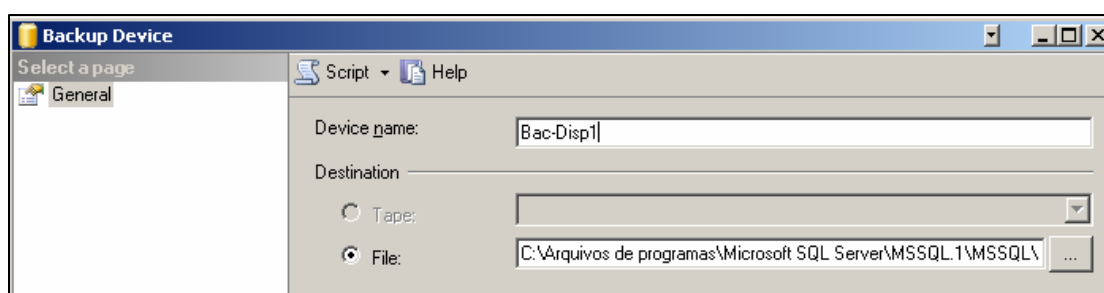 Backup Device
Select a page
General
Script Help
Device name: Bac-Disp1
Destination
Tape:
File: C:\Arquivos de programas\Microsoft SQL Server\MSSQL.1\MSSQL\ ...